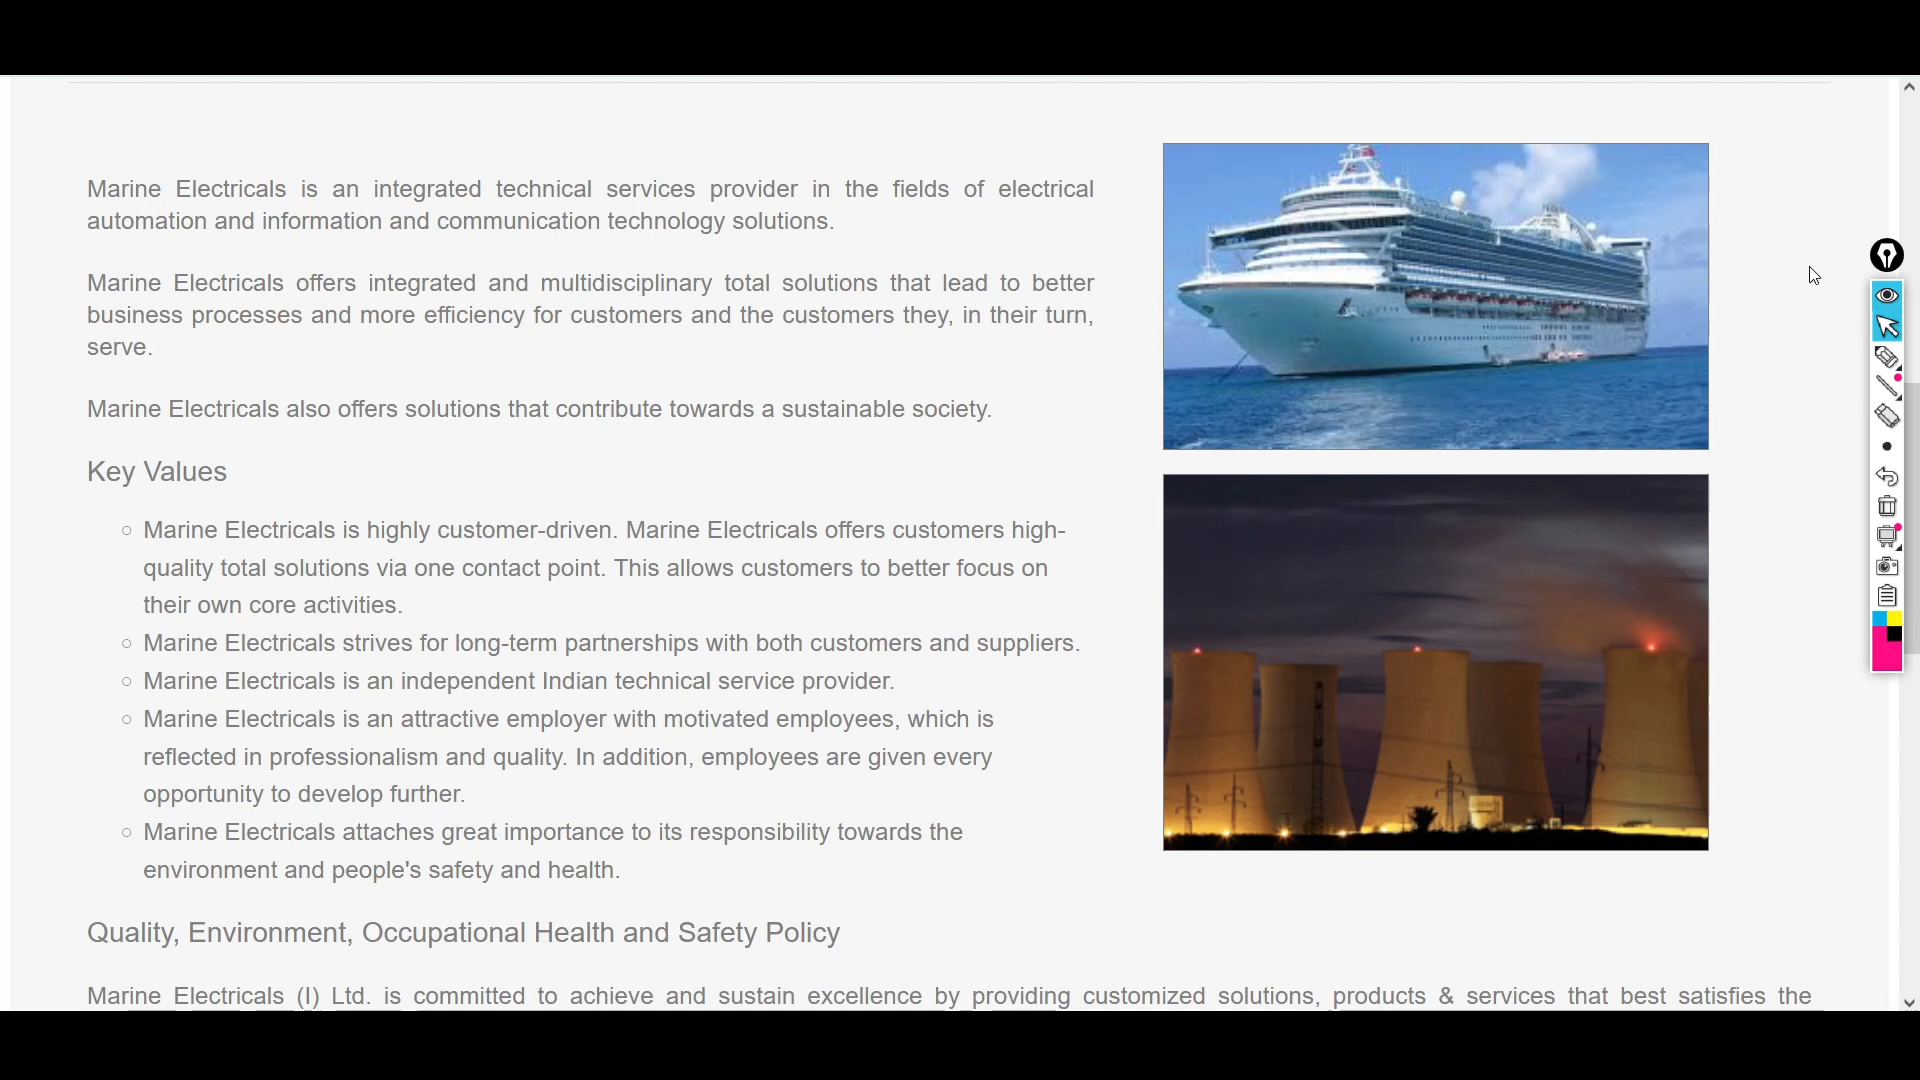 Marine Electricals is an integrated technical services provider in the fields of electrical
automation and information and communication technology solutions.
Marine Electricals offers integrated and multidisciplinary total solutions that lead to better
business processes and more efficiency for customers and the customers they, in their turn,
serve.
Marine Electricals also offers solutions that contribute towards a sustainable society.
Key Values
Marine Electricals is highly customer-driven. Marine Electricals offers customers high-
quality total solutions via one contact point. This allows customers to better focus on
their own core activities.
Marine Electricals strives for long-term partnerships with both customers and suppliers.
Marine Electricals is an independent Indian technical service provider.
Marine Electricals is an attractive employer with motivated employees, which is
reflected in professionalism and quality. In addition, employees are given every
opportunity to develop further.
Marine Electricals attaches great importance to its responsibility towards the
environment and people's safety and health.
Quality, Environment, Occupational Health and Safety Policy
Marine Electricals (I) Ltd. is committed to achieve and sustain excellence by providing customized solutions, products & services that best satisfies the